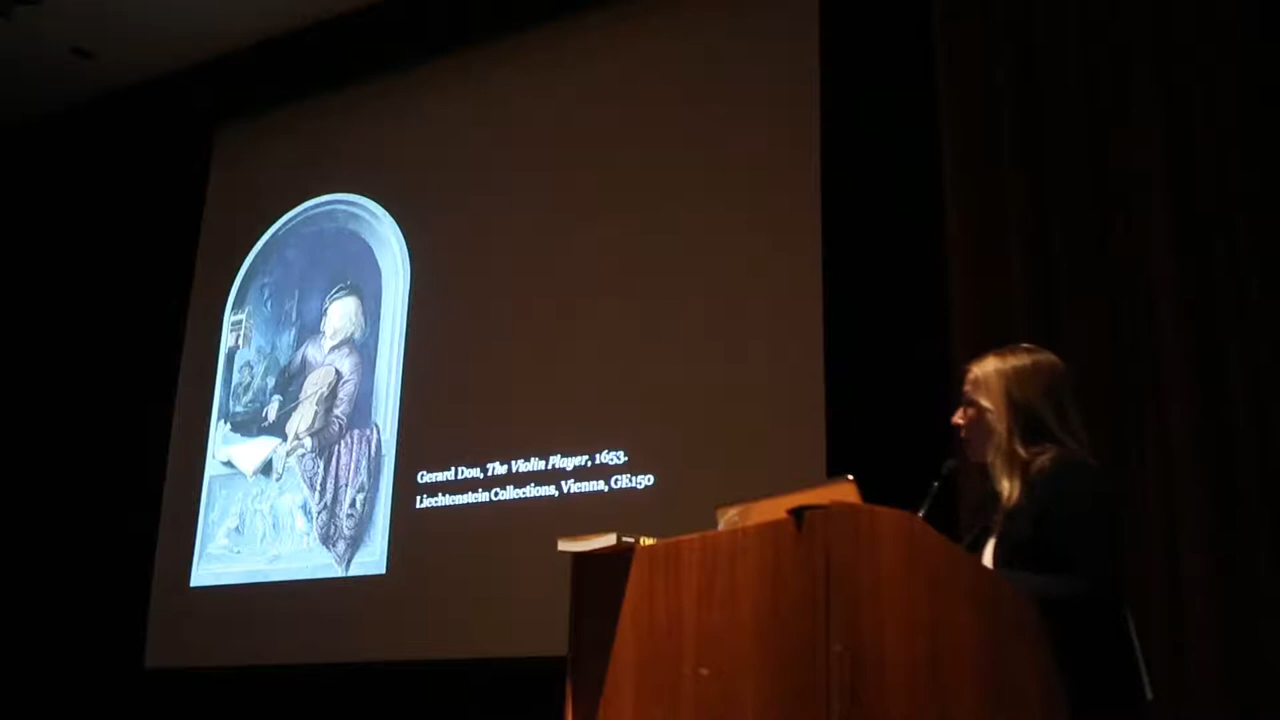 Gerard Dou, The Violin Player, 1653.
Liechtenstein Collections, Vienna, GE150